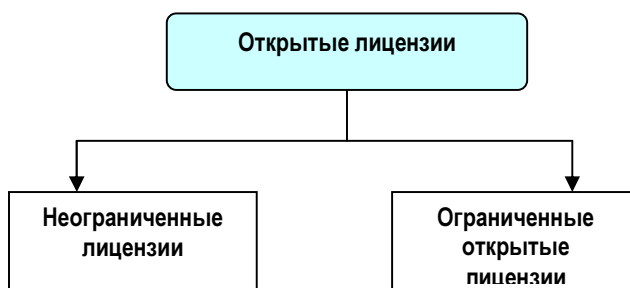 Открытые лицензии
Неограниченные
лицензии
Ограниченные
открытые
лицензии